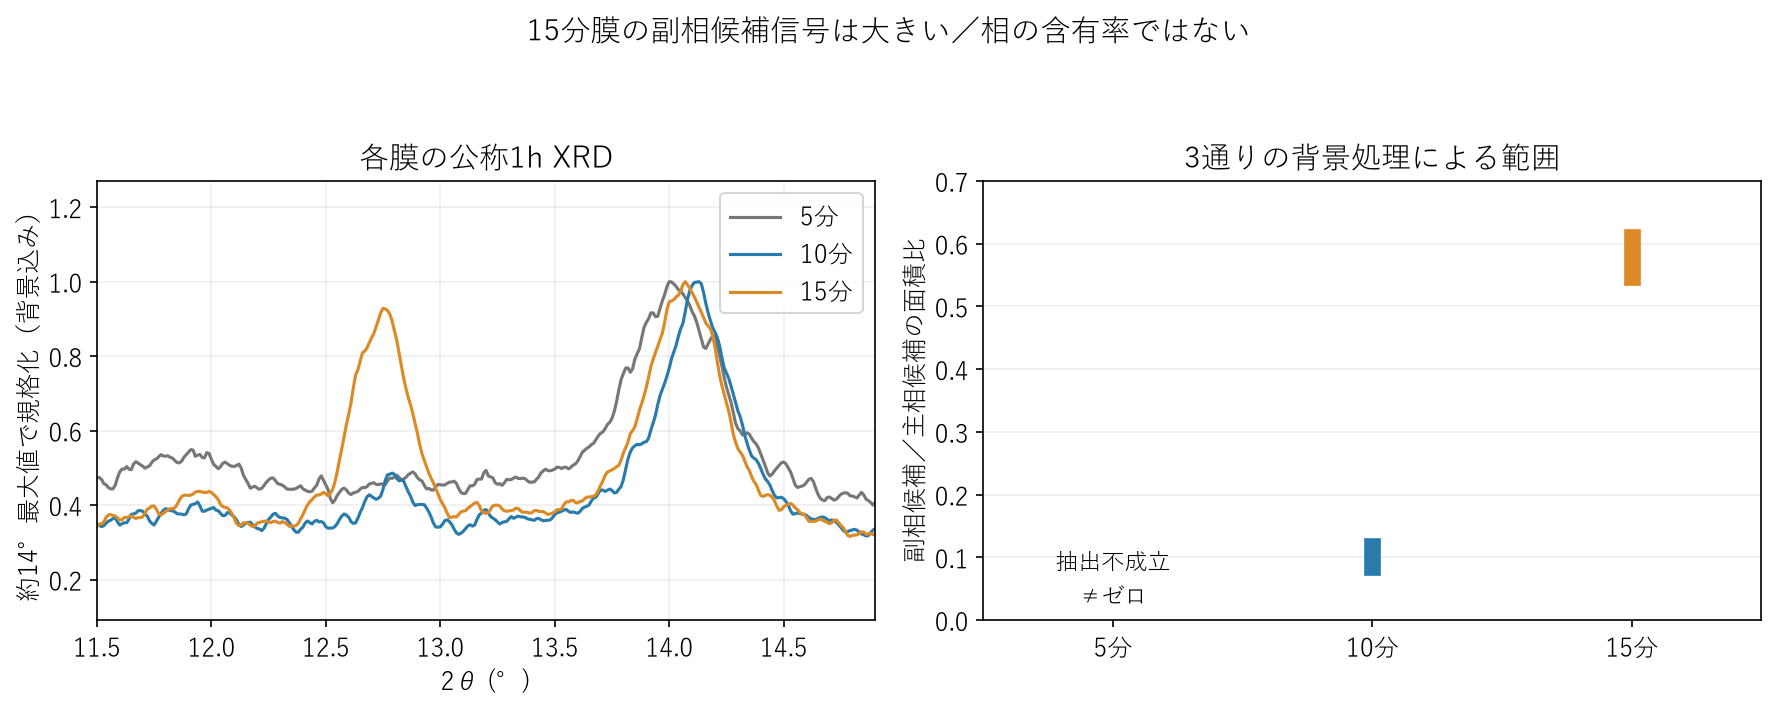 15分膜の副相候補信号は大きい／相の含有率ではない
各膜の公称1h XRD
約14° 最大値で規格化（背景込み）
1.2
1.0
0.8
0.6
0.4
0.2
5分
10分
15分
11.5 12.0 12.5 13.0 13.5 14.0 14.5
2θ（°）
3通りの背景処理による範囲
副相候補／主相候補の面積比
0.7
0.6
0.5
0.4
0.3
0.2
0.1
0.0
抽出不成立
≠ゼロ
5分 10分 15分